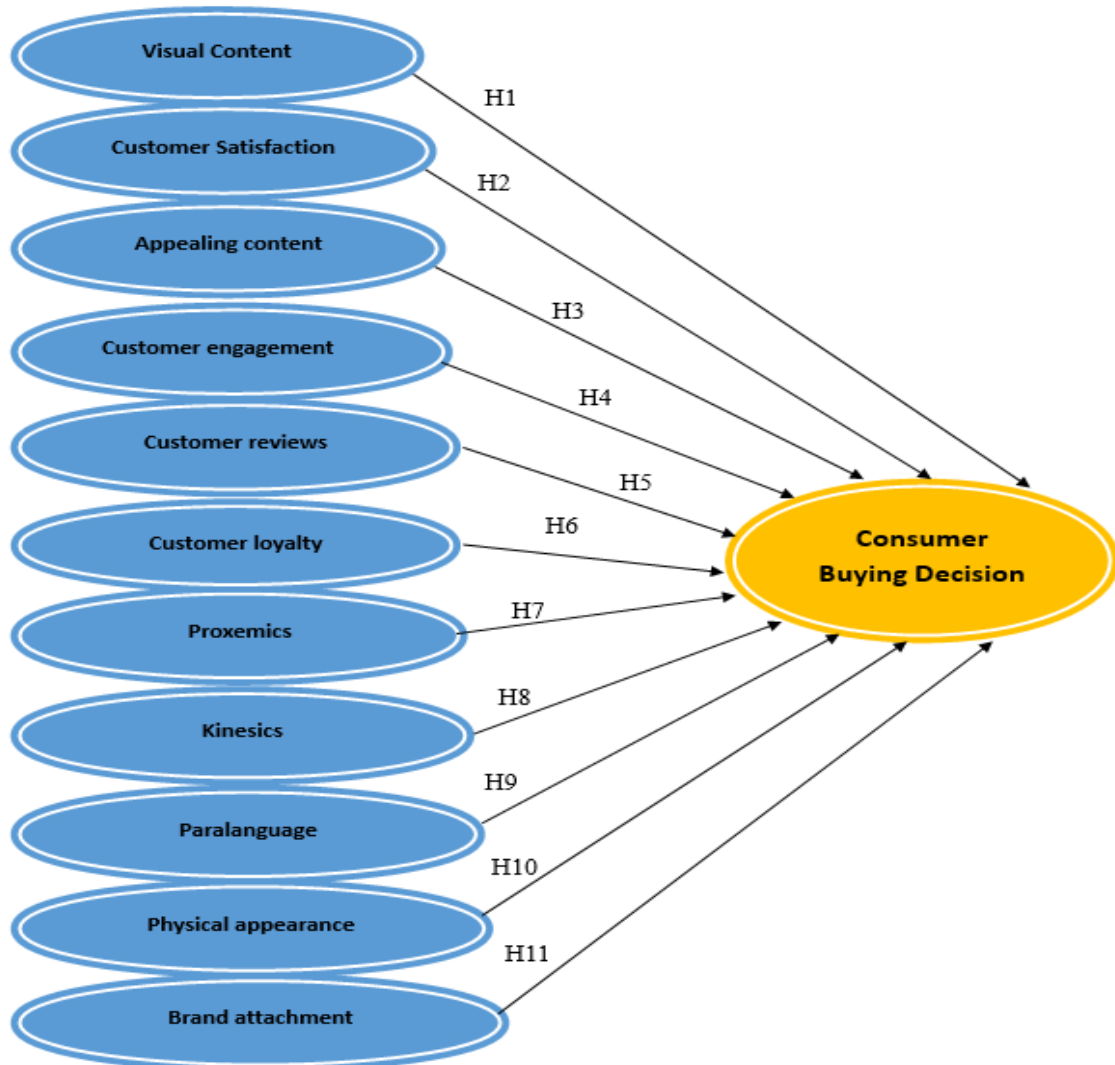 Visual Content
H1
Customer Satisfaction
H2
Appealing content
H3
Customer engagement
H4
Customer reviews
H5
Customer loyalty
H6
Proxemics
H7
Kinesics
H8
Paralanguage
H9
Physical appearance
H10
Brand attachment
H11
Consumer
Buying Decision